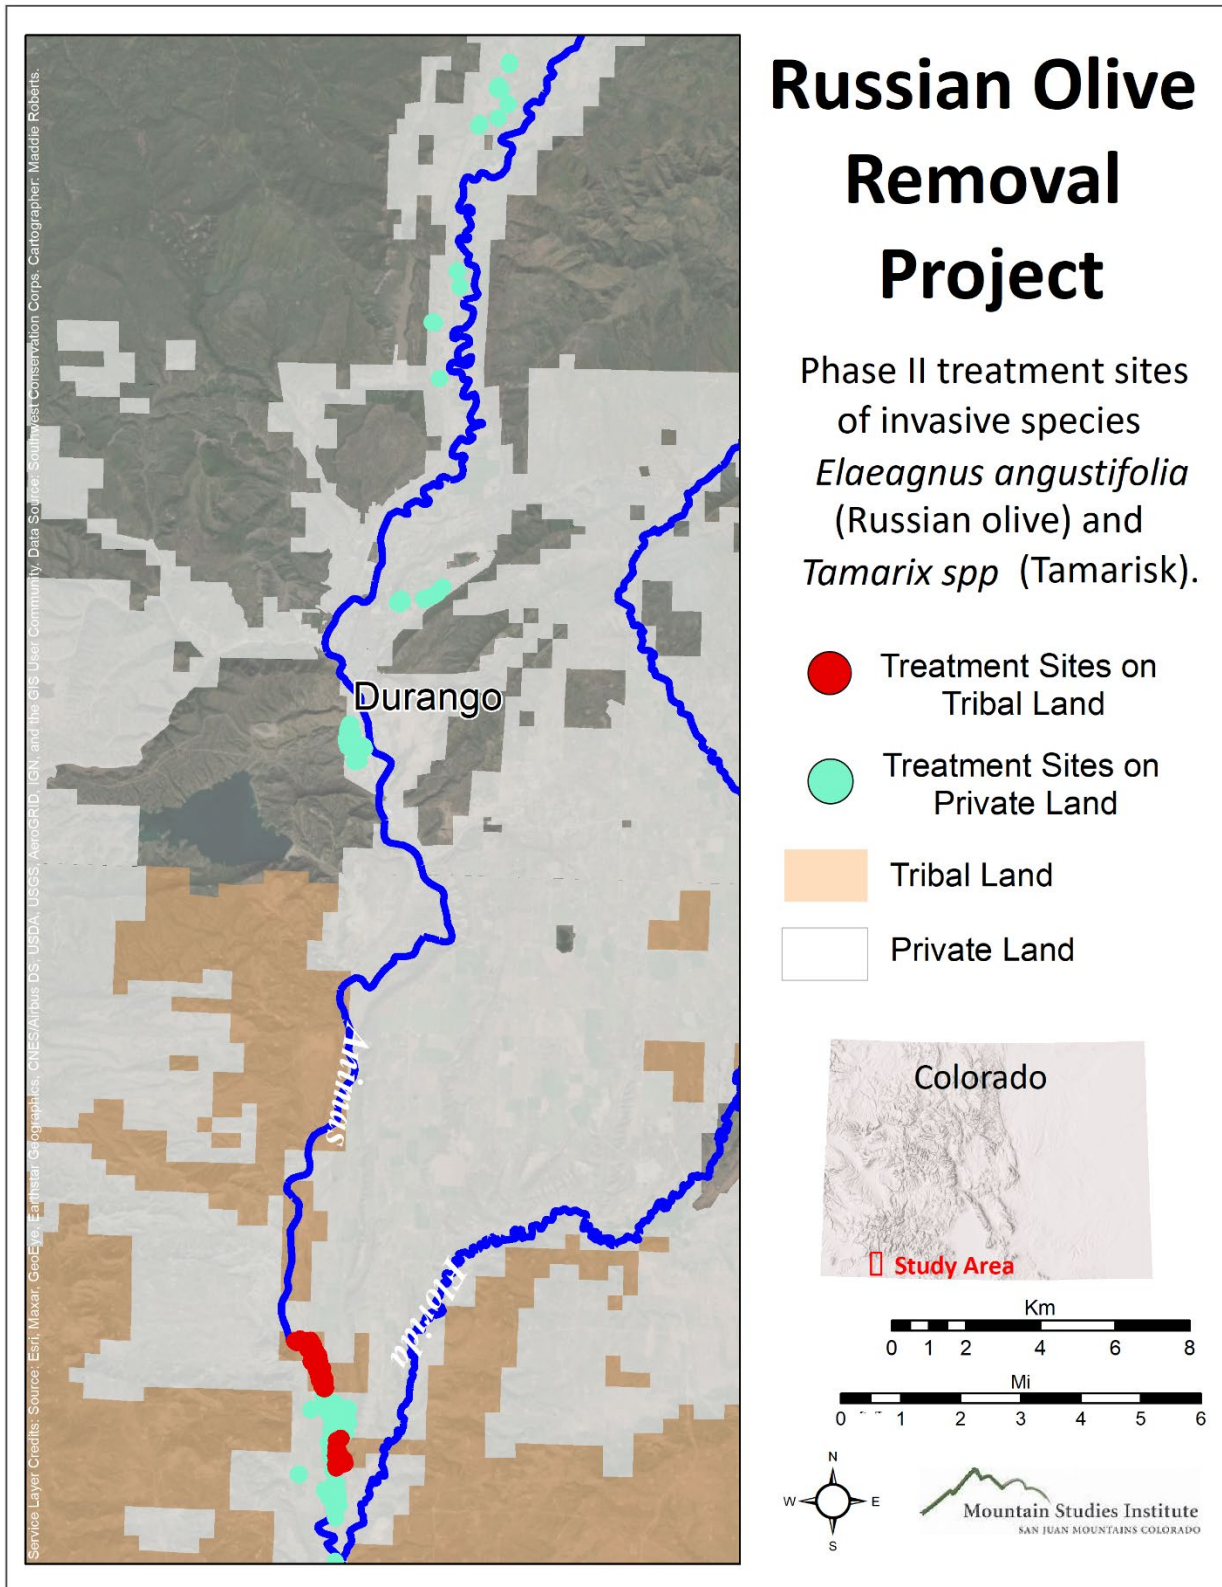 Russian Olive
Removal
Project
Phase II treatment sites
of invasive species
Elaeagnus angustifolia
(Russian olive) and
Tamarix spp (Tamarisk).
Treatment Sites on
Tribal Land
Treatment Sites on
Private Land
Tribal Land
Private Land
Colorado
Study Area
Km
0 1 2 4 6 8
Mi
0 1 2 3 4 5 6
N
W E
S
Mountain Studies Institute
SAN JUAN MOUNTAINS COLORADO
Durango
Animas
Florida
Service Layer Credits: Source: Esri, Maxar, GeoEye, Earthstar Geographics, CNES/Airbus DS, USDA, USGS, AeroGRID, IGN, and the GIS User Community. Data Source: Southwest Conservation Corps. Cartographer: Maddie Roberts.